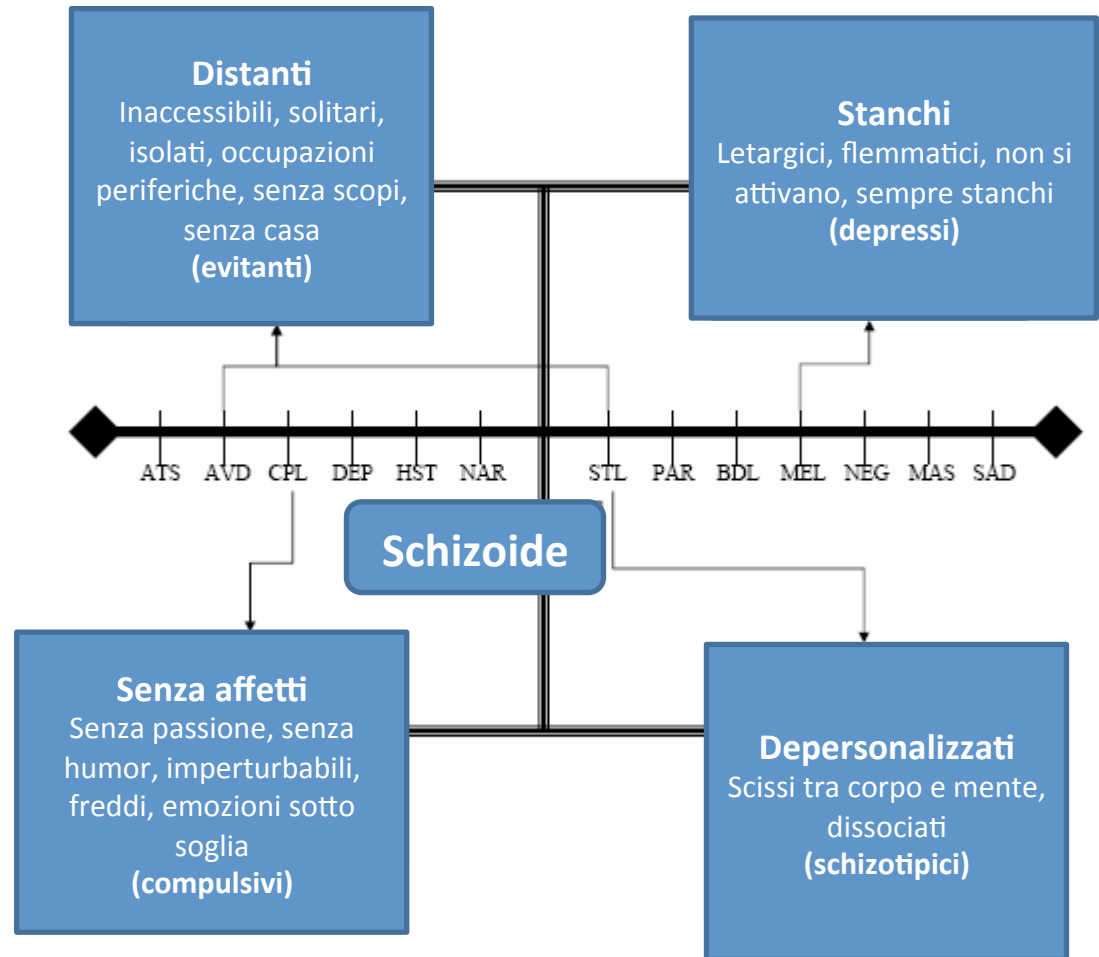 Distanti
Inaccessibili, solitari,
isolati, occupazioni
periferiche, senza scopi,
senza casa
(evitanti)
Stanchi
Letargici, flemmatici, non si
attivano, sempre stanchi
(depressi)
ATS AVD CPL DEP HST NAR STL PAR BDL MEL NEG MAS SAD
Schizoide
Senza affetti
Senza passione, senza
humor, imperturbabili,
freddi, emozioni sotto
soglia
(compulsivi)
Depersonalizzati
Scissi tra corpo e mente,
dissociati
(schizotipici)